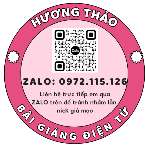 HƯƠNG THẢO
ZALO: 0972.115.126
Liên hệ trực tiếp em qua
ZALO trên để tránh nhầm lẫn
nick giả mạo
BÀI GIẢNG ĐIỆN TỬ